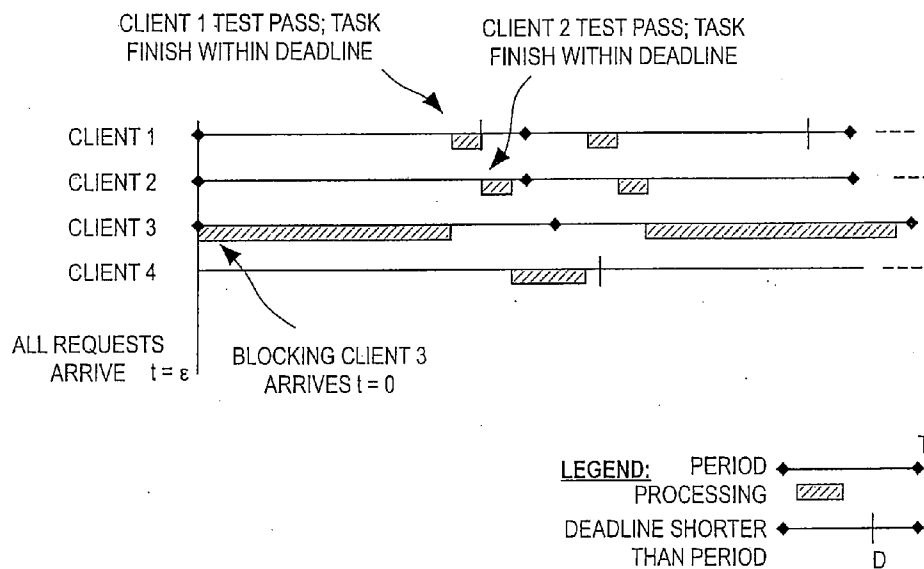 CLIENT 1 TEST PASS; TASK
FINISH WITHIN DEADLINE
CLIENT 2 TEST PASS; TASK
FINISH WITHIN DEADLINE
CLIENT 1
CLIENT 2
CLIENT 3
CLIENT 4
ALL REQUESTS
ARRIVE t = ε
BLOCKING CLIENT 3
ARRIVES t = 0
T
LEGEND: PERIOD
PROCESSING
DEADLINE SHORTER
THAN PERIOD D